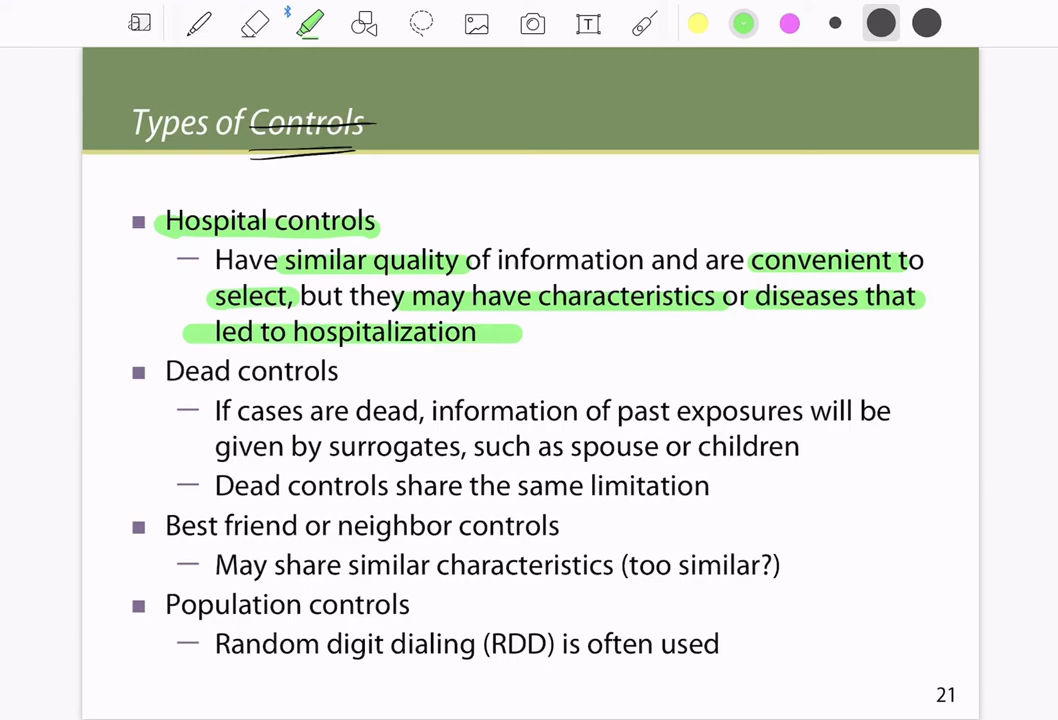 Types of Controls
Hospital controls
— Have similar quality of information and are convenient to
select, but they may have characteristics or diseases that
led to hospitalization
Dead controls
— If cases are dead, information of past exposures will be
given by surrogates, such as spouse or children
— Dead controls share the same limitation
Best friend or neighbor controls
— May share similar characteristics (too similar?)
Population controls
— Random digit dialing (RDD) is often used
21